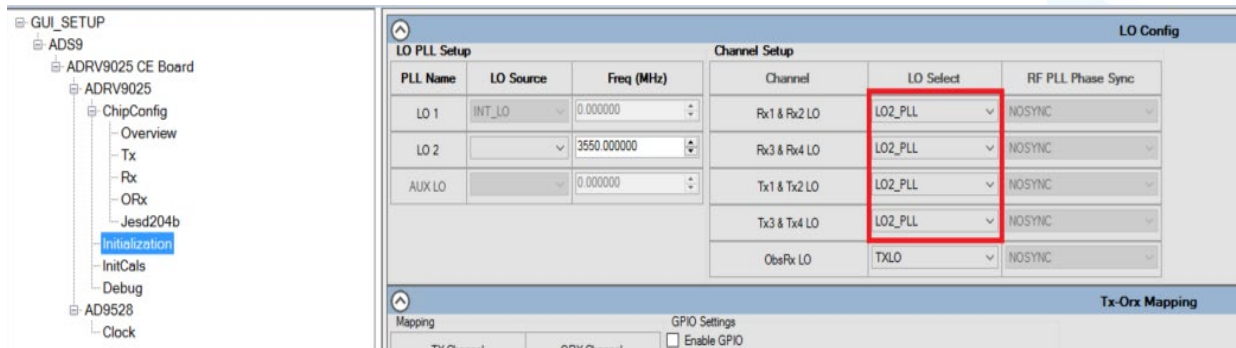 GUI_SETUP
ADS9
ADRV9025 CE Board
ADRV9025
ChipConfig
Overview
Tx
Rx
ORx
Jesd204b
Initialization
InitCals
Debug
AD9528
Clock
LO Config
LO PLL Setup
PLL Name LO Source Freq (MHz)
LO 1 INT_LO 0.000000
LO 2 3550.000000
AUX LO 0.000000
Channel Setup
Channel LO Select RF PLL Phase Sync
Rx1 & Rx2 LO LO2_PLL NOSYNC
Rx3 & Rx4 LO LO2_PLL NOSYNC
Tx1 & Tx2 LO LO2_PLL NOSYNC
Tx3 & Tx4 LO LO2_PLL NOSYNC
ObsRx LO TXLO NOSYNC
Tx-Orx Mapping
Mapping
GPIO Settings
Enable GPIO